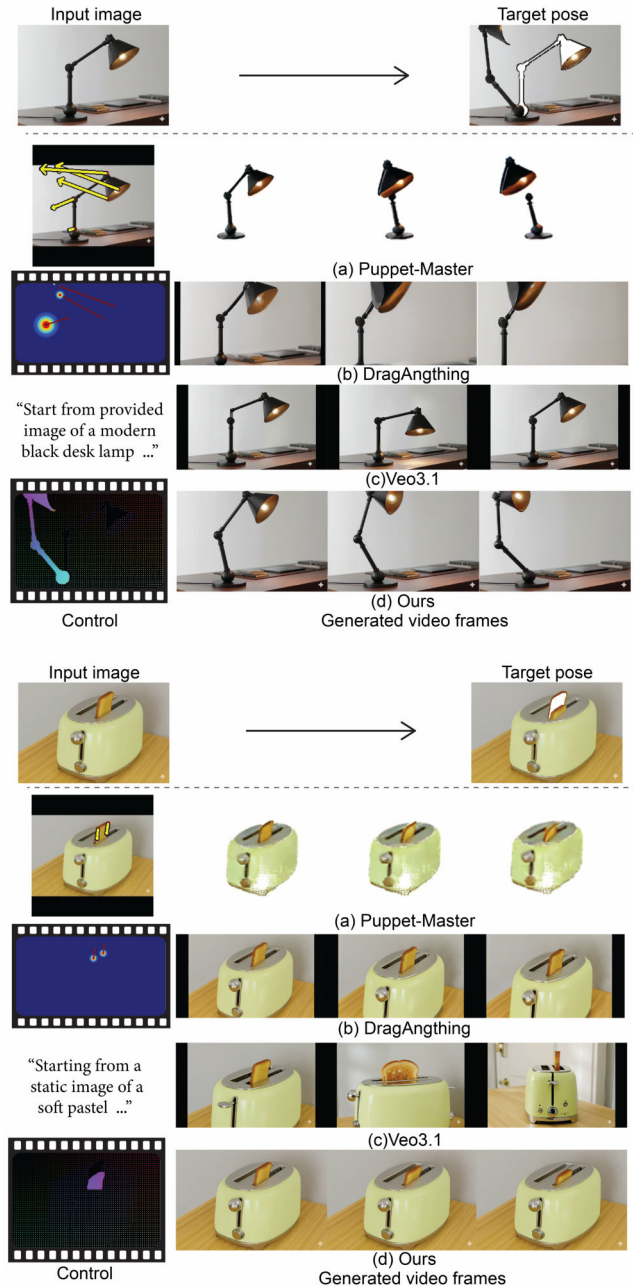 Input image
Target pose
(a) Puppet-Master
(b) DragAngthing
“Start from provided
image of a modern
black desk lamp ...”
(c)Veo3.1
(d) Ours
Control
Generated video frames
Input image
Target pose
(a) Puppet-Master
(b) DragAngthing
“Starting from a
static image of a
soft pastel ...”
(c)Veo3.1
(d) Ours
Control
Generated video frames